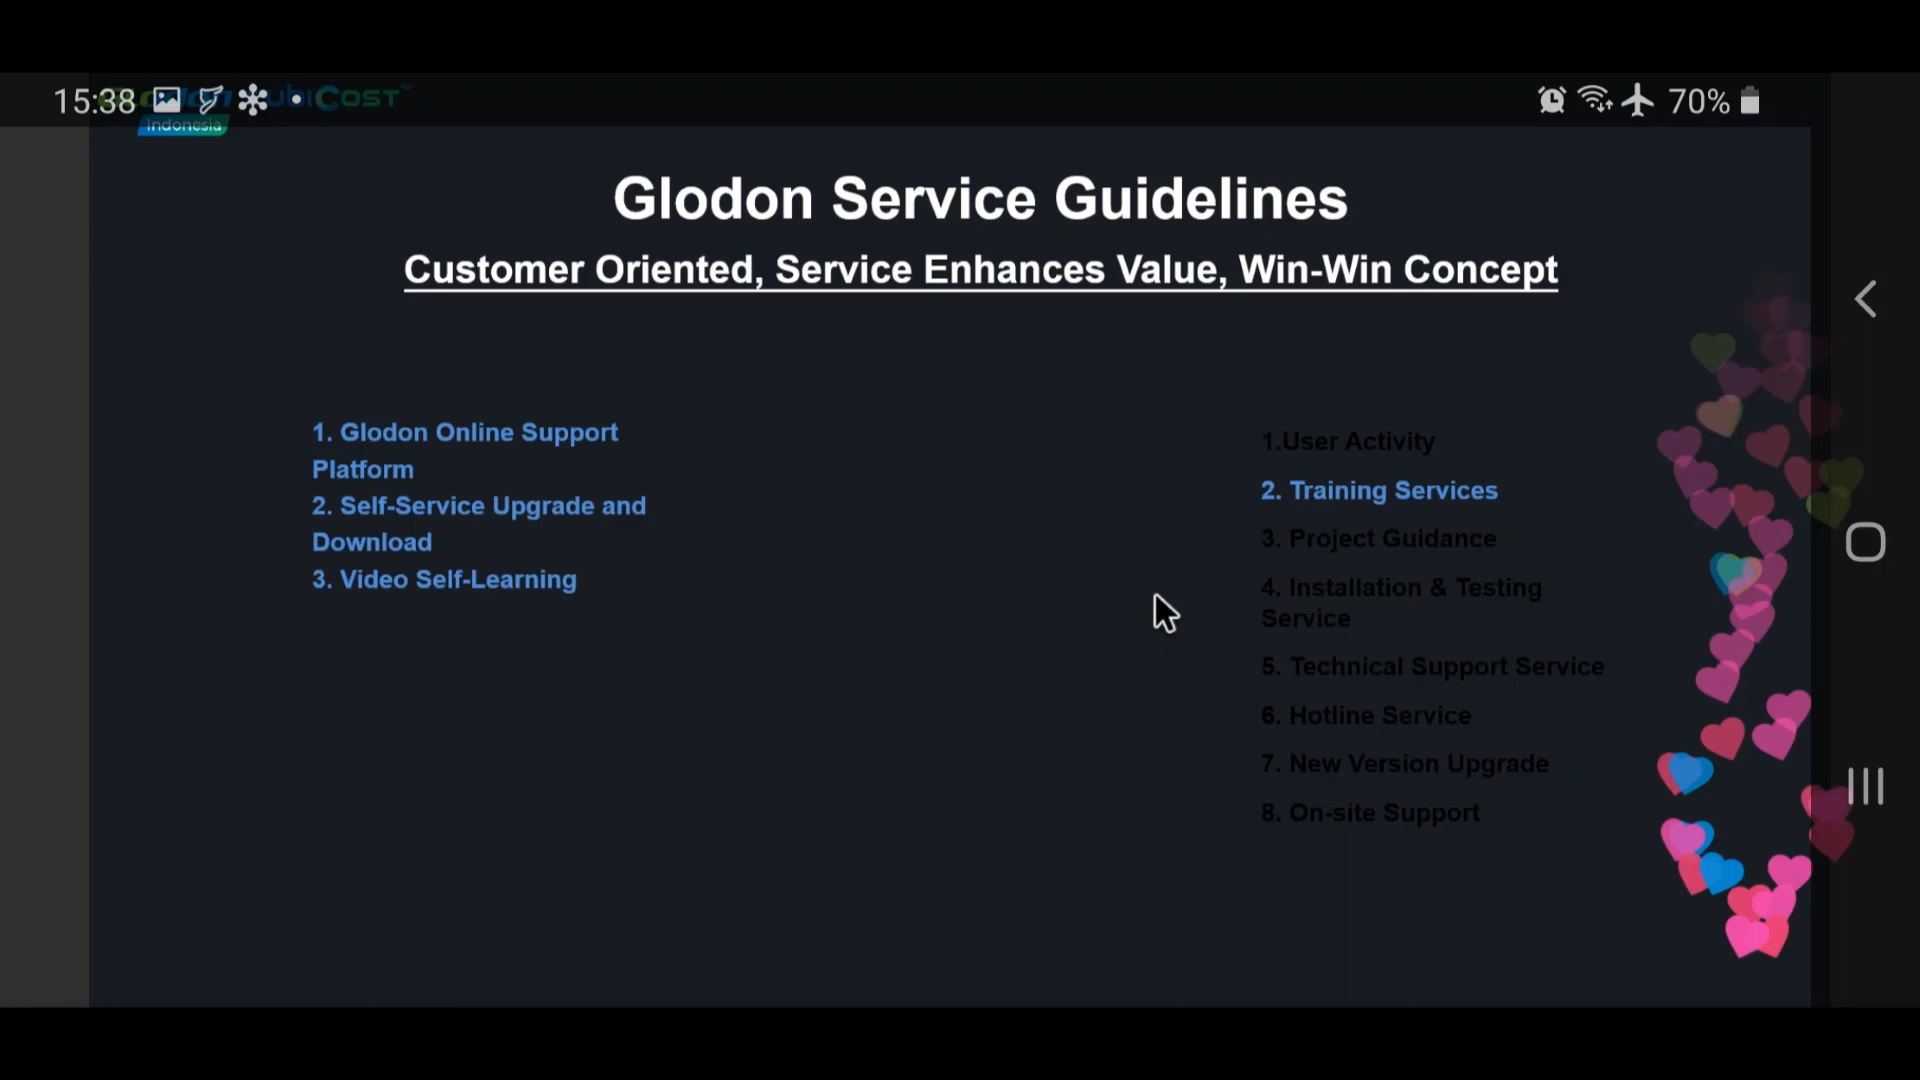 15:38
70%
CUBICOST™
Indonesia
Glodon Service Guidelines
Customer Oriented, Service Enhances Value, Win-Win Concept
1. Glodon Online Support
Platform
2. Self-Service Upgrade and
Download
3. Video Self-Learning
1.User Activity
2. Training Services
3. Project Guidance
4. Installation & Testing
Service
5. Technical Support Service
6. Hotline Service
7. New Version Upgrade
8. On-site Support